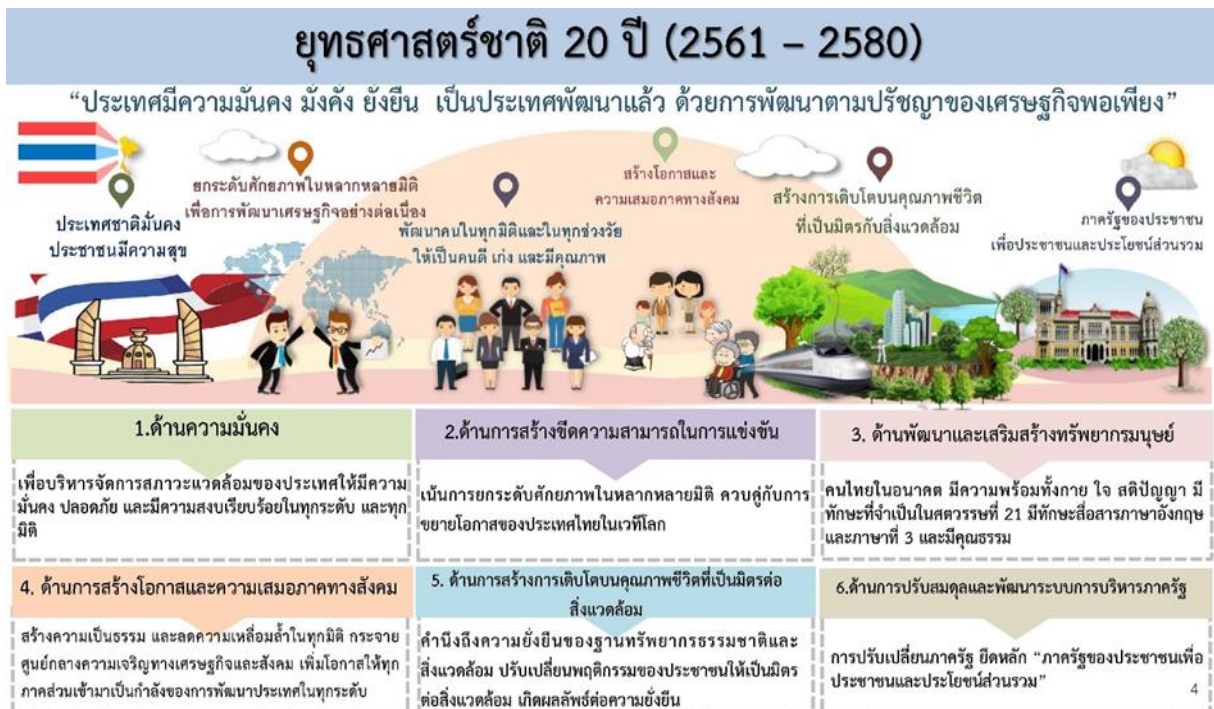 ยุทธศาสตร์ชาติ 20 ปี (2561 – 2580)
“ประเทศมีความมั่นคง มั่งคั่ง ยั่งยืน เป็นประเทศพัฒนาแล้ว ด้วยการพัฒนาตามปรัชญาของเศรษฐกิจพอเพียง”
ประเทศชาติมั่นคง
ประชาชนมีความสุข
ยกระดับศักยภาพในหลากหลายมิติ
เพื่อการพัฒนาเศรษฐกิจอย่างต่อเนื่อง
พัฒนาคนในทุกมิติและในทุกช่วงวัย
ให้เป็นคนดี เก่ง และมีคุณภาพ
สร้างโอกาสและ
ความเสมอภาคทางสังคม
สร้างการเติบโตบนคุณภาพชีวิต
ที่เป็นมิตรกับสิ่งแวดล้อม
ภาครัฐของประชาชน
เพื่อประชาชนและประโยชน์ส่วนรวม
1.ด้านความมั่นคง
เพื่อบริหารจัดการสภาวะแวดล้อมของประเทศให้มีความ
มั่นคง ปลอดภัย และมีความสงบเรียบร้อยในทุกระดับ และทุก
มิติ
2.ด้านการสร้างขีดความสามารถในการแข่งขัน
เน้นการยกระดับศักยภาพในหลากหลายมิติ ควบคู่กับการ
ขยายโอกาสของประเทศไทยในเวทีโลก
3. ด้านพัฒนาและเสริมสร้างทรัพยากรมนุษย์
คนไทยในอนาคต มีความพร้อมทั้งกาย ใจ สติปัญญา มี
ทักษะที่จำเป็นในศตวรรษที่ 21 มีทักษะสื่อสารภาษาอังกฤษ
และภาษาที่ 3 และมีคุณธรรม
4. ด้านการสร้างโอกาสและความเสมอภาคทางสังคม
สร้างความเป็นธรรม และลดความเหลื่อมล้ำในทุกมิติ กระจาย
ศูนย์กลางความเจริญทางเศรษฐกิจและสังคม เพิ่มโอกาสให้ทุก
ภาคส่วนเข้ามาเป็นกำลังของการพัฒนาประเทศในทุกระดับ
5. ด้านการสร้างการเติบโตบนคุณภาพชีวิตที่เป็นมิตรต่อ
สิ่งแวดล้อม
คำนึงถึงความยั่งยืนของฐานทรัพยากรธรรมชาติและ
สิ่งแวดล้อม ปรับเปลี่ยนพฤติกรรมของประชาชนให้เป็นมิตร
ต่อสิ่งแวดล้อม เกิดผลลัพธ์ต่อความยั่งยืน
6.ด้านการปรับสมดุลและพัฒนาระบบการบริหารภาครัฐ
การปรับเปลี่ยนภาครัฐ ยึดหลัก “ภาครัฐของประชาชนเพื่อ
ประชาชนและประโยชน์ส่วนรวม”
4